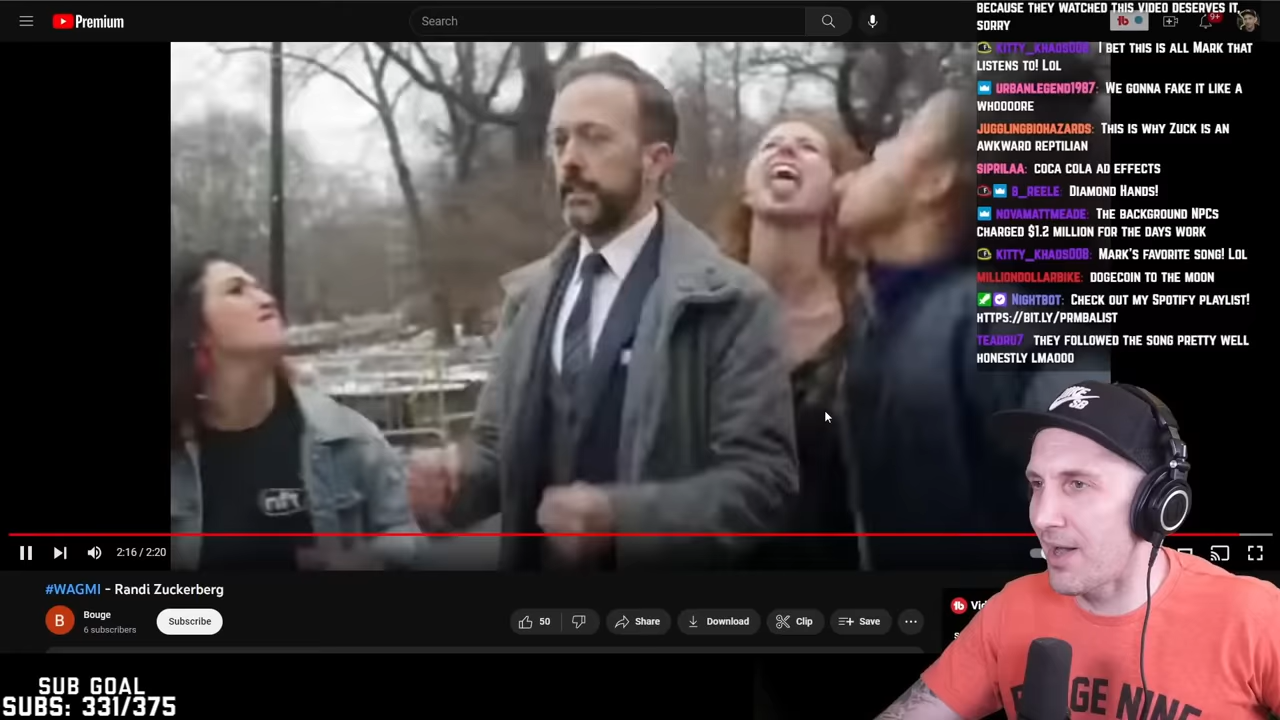 Premium
Search
9+
BECAUSE THEY WATCHED THIS VIDEO DESERVES IT,
SORRY
KITTY_KHAOS008: I BET THIS IS ALL MARK THAT
LISTENS TO! LOL
URBANLEGEND1987: WE GONNA FAKE IT LIKE A
WHOOORE
JUGGLINGBIOHAZARDS: THIS IS WHY ZUCK IS AN
AWKWARD REPTILIAN
SIPRILAA: COCA COLA AD EFFECTS
B_REELE: DIAMOND HANDS!
NOVAMATTMEADE: THE BACKGROUND NPCS
CHARGED $1.2 MILLION FOR THE DAYS WORK
KITTY_KHAOS008: MARK'S FAVORITE SONG! LOL
MILLIONDOLLARBIKE: DOGECOIN TO THE MOON
NIGHTBOT: CHECK OUT MY SPOTIFY PLAYLIST!
HTTPS://BIT.LY/PRMBALIST
TEADRU7 THEY FOLLOWED THE SONG PRETTY WELL
HONESTLY LMAOOO
nft
SB
2:16 / 2:20
#WAGMI - Randi Zuckerberg
B
Bouge
6 subscribers
Subscribe
50
Share
Download
Clip
Save
SUB GOAL
SUBS: 331/375